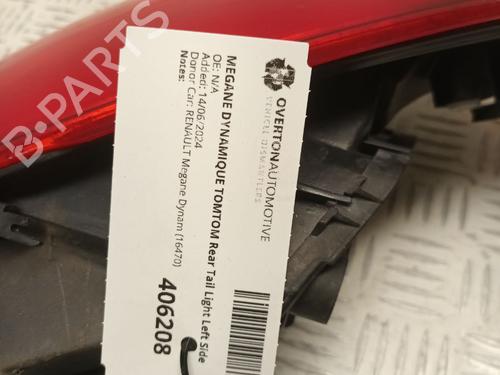 OVERTONAUTOMOTIVE
VEHICLE DISMANTLERS
MEGANE DYNAMIQUE TOMTOM Rear Tail Light Left Side
OE: N/A
Added: 14/06/2024
Donor Car: RENAULT Megane Dynam (16470)
Notes:
406208
B-PARTS